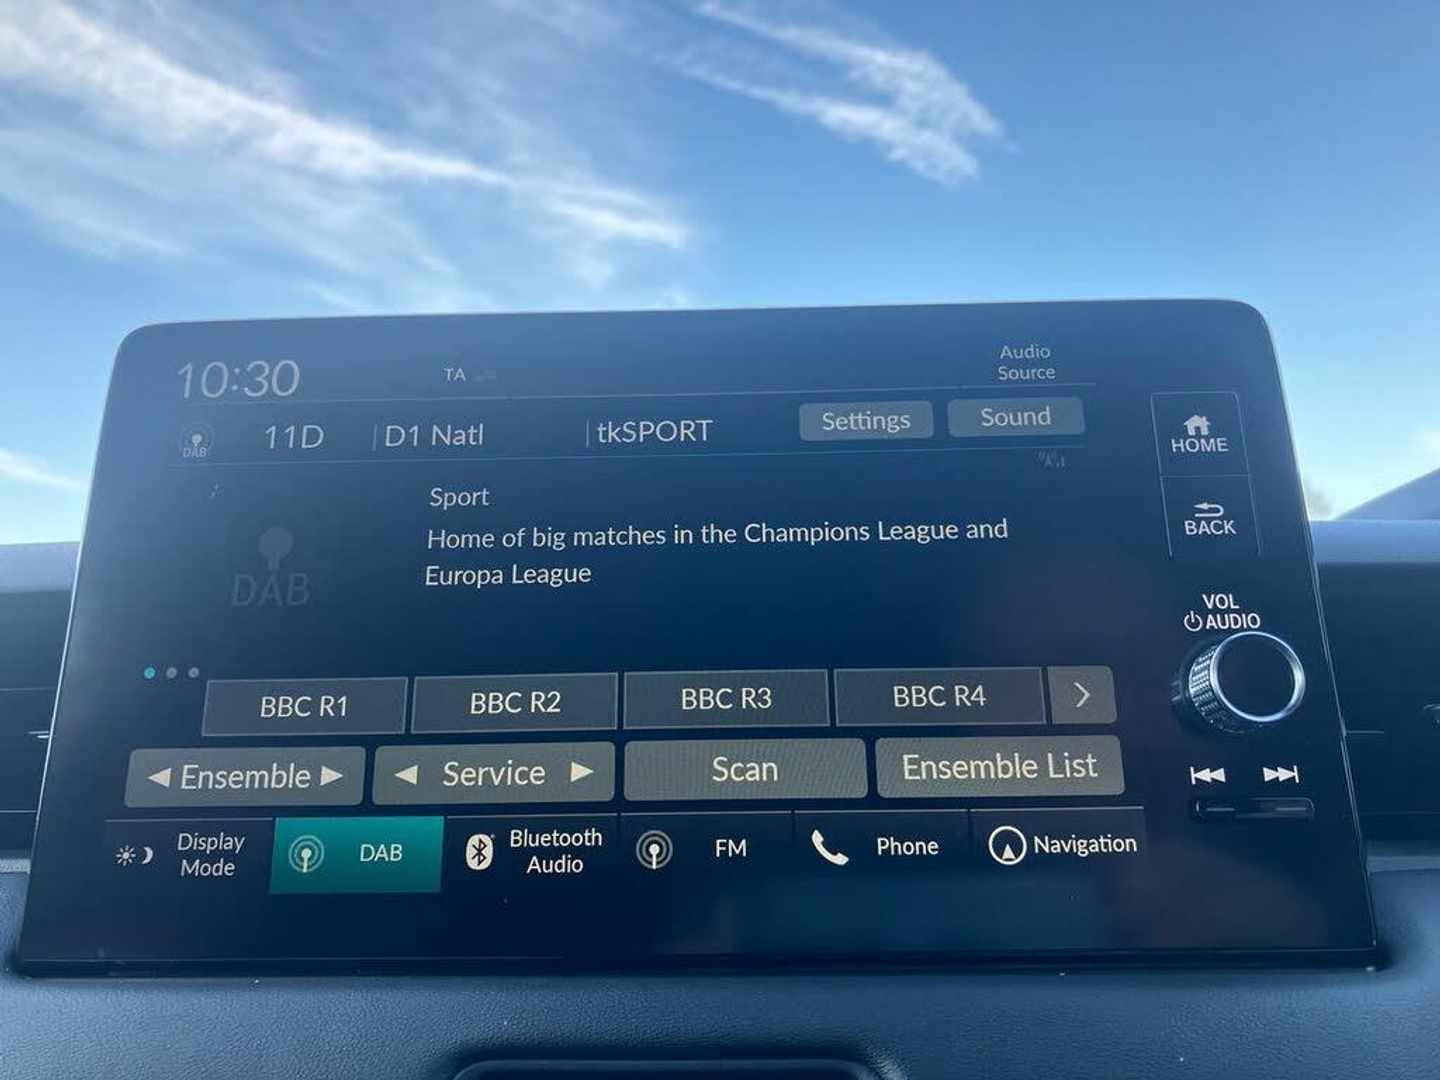 10:30 TA Audio Source
DAB 11D D1 Natl tkSPORT Settings Sound
HOME
Sport
Home of big matches in the Champions League and
Europa League
DAB
BACK
VOL
AUDIO
BBC R1 BBC R2 BBC R3 BBC R4
Ensemble Service Scan Ensemble List
Display Mode DAB Bluetooth Audio FM Phone Navigation